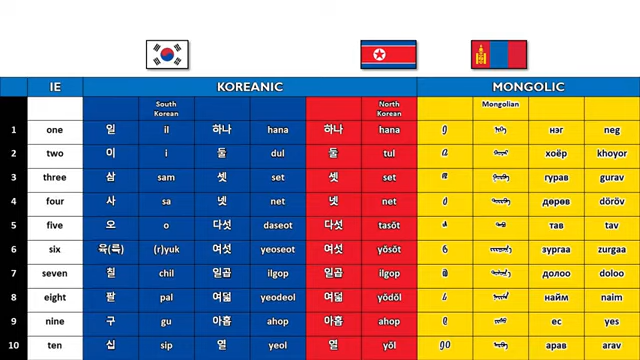 IE KOREANIC MONGOLIC
South Korean North Korean Mongolian
1 one 일 il 하나 hana 하나 hana нэг neg
2 two 이 i 둘 dul 둘 tul хоёр khoyor
3 three 삼 sam 셋 set 셋 set гурав gurav
4 four 사 sa 넷 net 넷 net дөрөв döröv
5 five 오 o 다섯 daseot 다섯 tasŏt тав tav
6 six 육(륙) (r)yuk 여섯 yeoseot 여섯 yŏsŏt зургаа zurgaa
7 seven 칠 chil 일곱 ilgop 일곱 ilgop долоо doloo
8 eight 팔 pal 여덟 yeodeol 여덟 yŏdŏl найм naim
9 nine 구 gu 아홉 ahop 아홉 ahop ес yes
10 ten 십 sip 열 yeol 열 yŏl арав arav